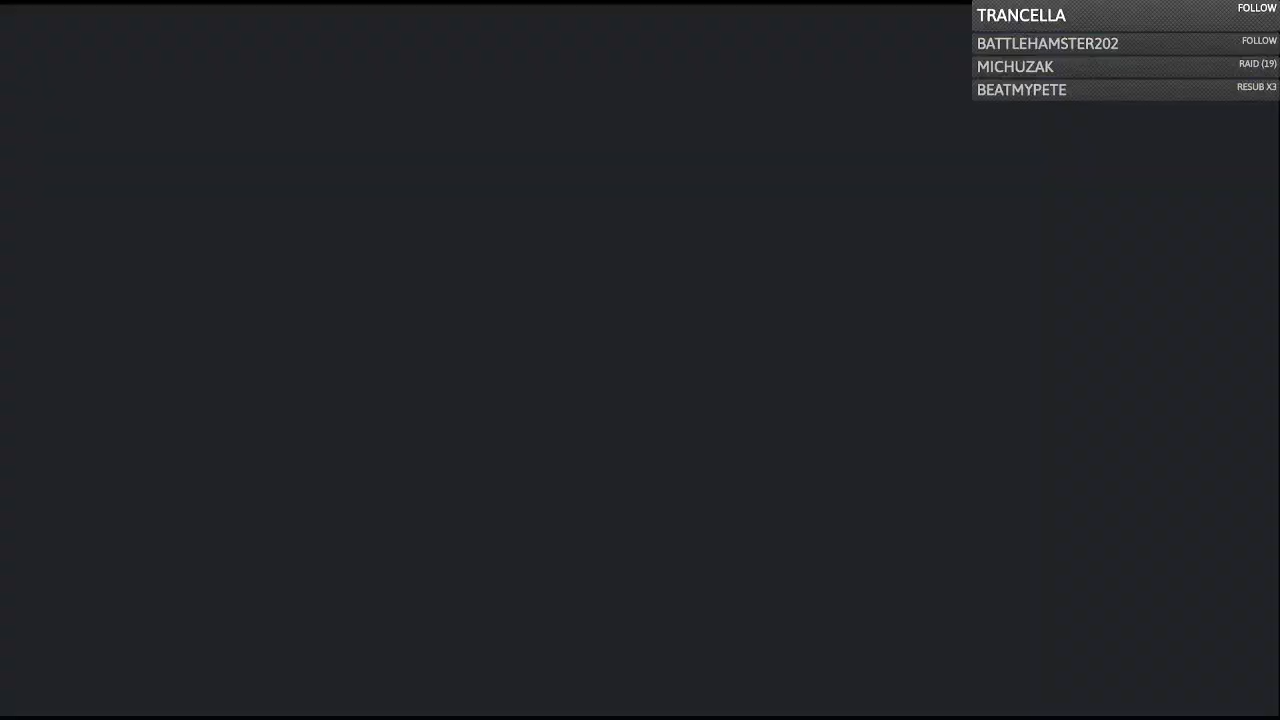 TRANCELLA FOLLOW
BATTLEHAMSTER202 FOLLOW
MICHUZAK RAID (19)
BEATMYPETE RESUB X3